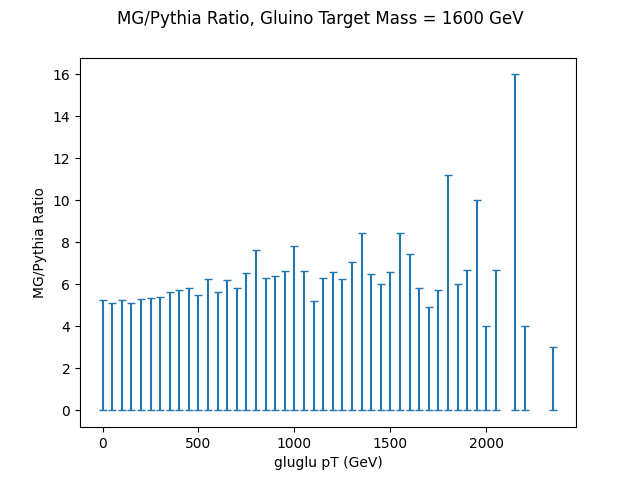 MG/Pythia Ratio, Gluino Target Mass = 1600 GeV
16
14
12
10
8
6
4
2
0
MG/Pythia Ratio
0 500 1000 1500 2000
gluglu pT (GeV)